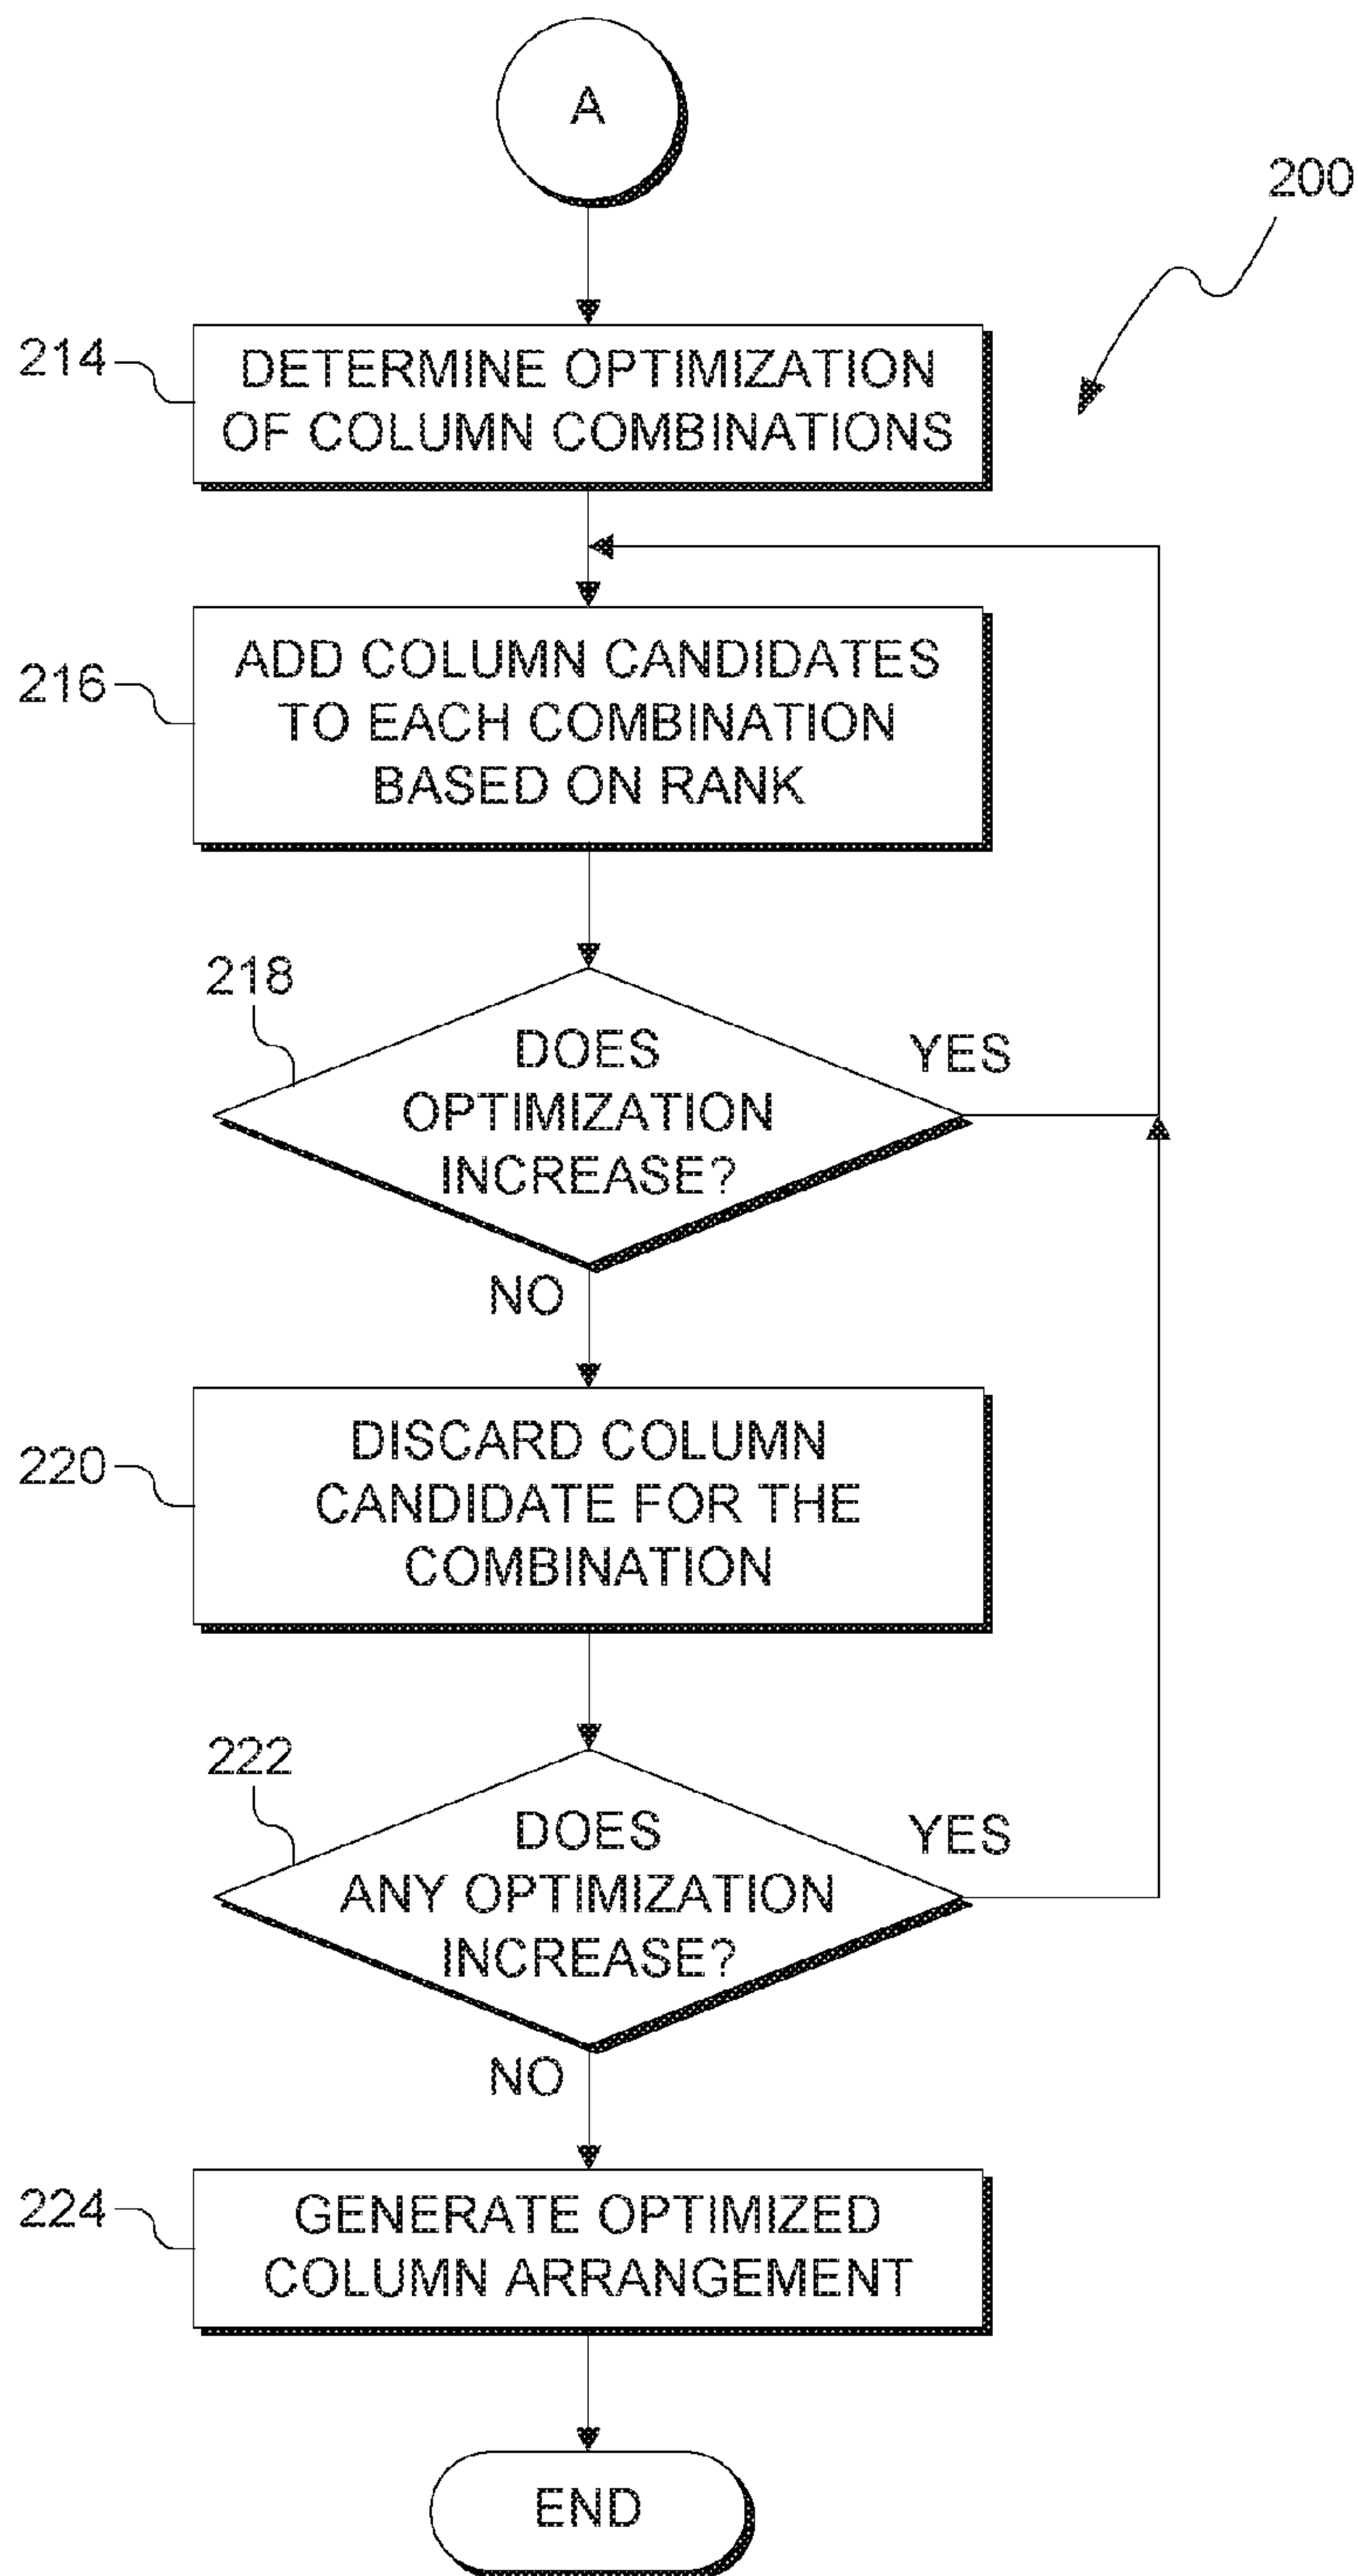 A
200
214
DETERMINE OPTIMIZATION
OF COLUMN COMBINATIONS
216
ADD COLUMN CANDIDATES
TO EACH COMBINATION
BASED ON RANK
218
DOES
OPTIMIZATION
INCREASE?
YES
NO
220
DISCARD COLUMN
CANDIDATE FOR THE
COMBINATION
222
DOES
ANY OPTIMIZATION
INCREASE?
YES
NO
224
GENERATE OPTIMIZED
COLUMN ARRANGEMENT
END